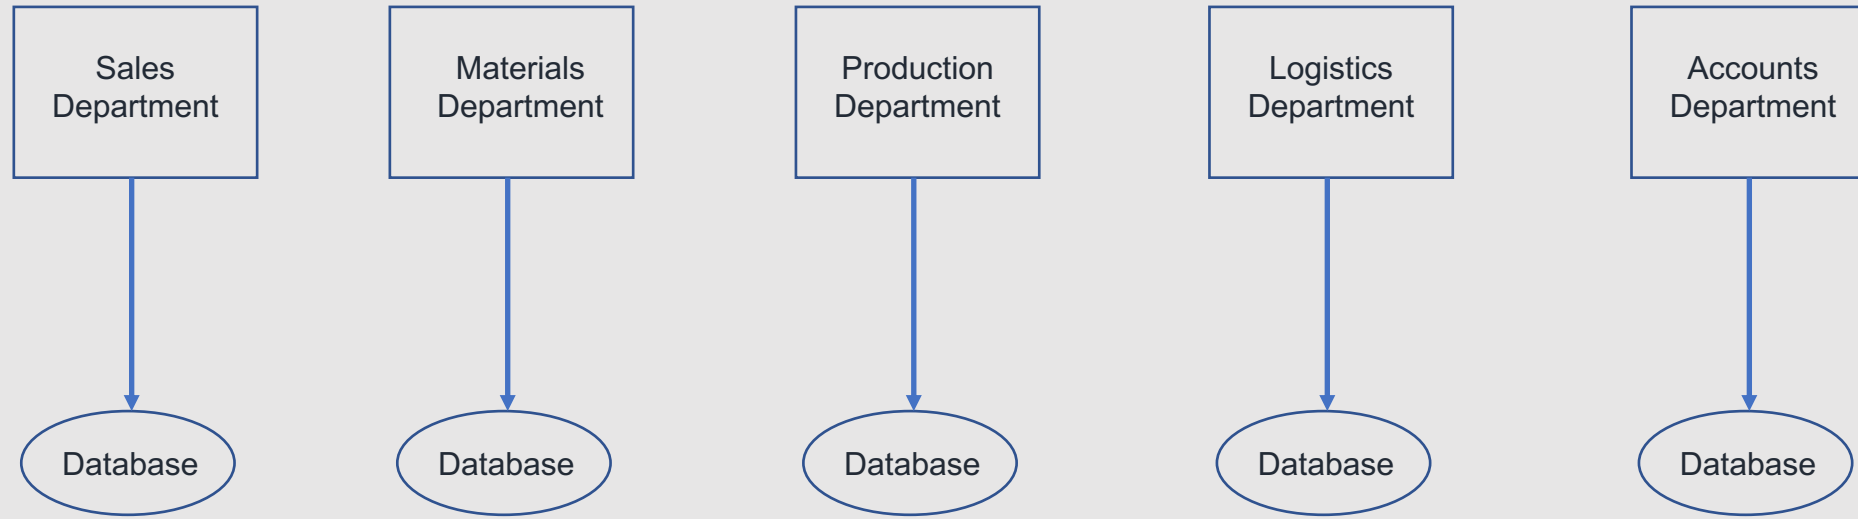 Sales
Department
Materials
Department
Production
Department
Logistics
Department
Accounts
Department
Database
Database
Database
Database
Database